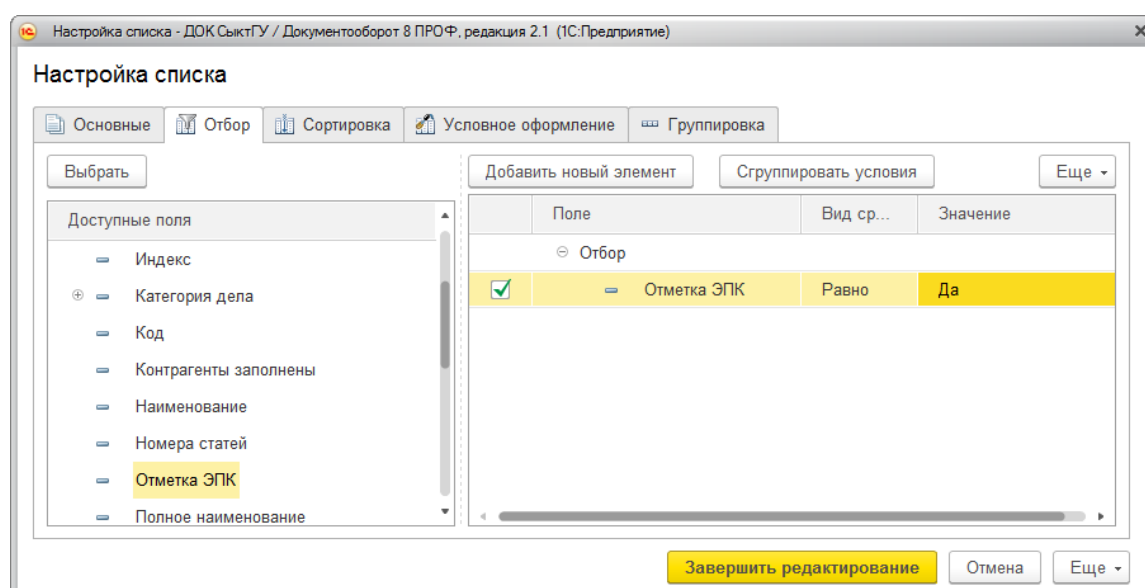 Настройка списка - ДОК СыктГУ / Документооборот 8 ПРОФ, редакция 2.1 (1С:Предприятие)
Настройка списка
Основные Отбор Сортировка Условное оформление Группировка
Выбрать Добавить новый элемент Сгруппировать условия Еще
Доступные поля Поле Вид ср... Значение
Индекс Отбор
Категория дела Отметка ЭПК Равно Да
Код
Контрагенты заполнены
Наименование
Номера статей
Отметка ЭПК
Полное наименование
Завершить редактирование Отмена Еще